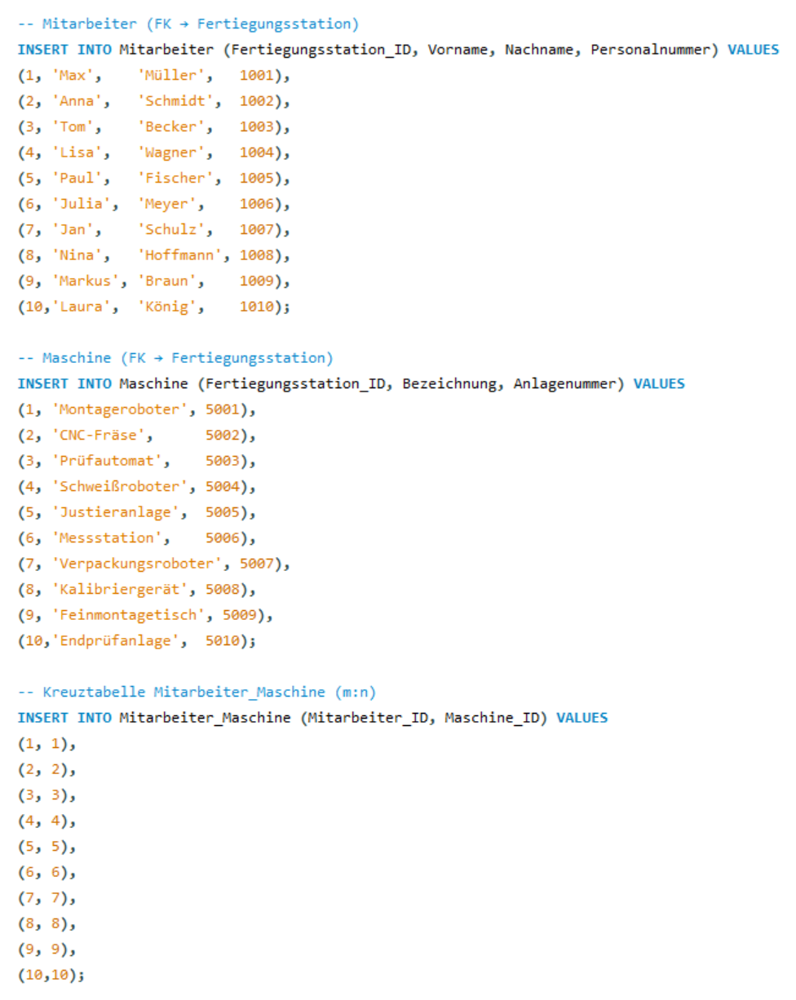 -- Mitarbeiter (FK → Fertiegungsstation)
INSERT INTO Mitarbeiter (Fertiegungsstation_ID, Vorname, Nachname, Personalnummer) VALUES
(1, 'Max',    'Müller',   1001),
(2, 'Anna',   'Schmidt',  1002),
(3, 'Tom',    'Becker',   1003),
(4, 'Lisa',   'Wagner',   1004),
(5, 'Paul',   'Fischer',  1005),
(6, 'Julia',  'Meyer',    1006),
(7, 'Jan',    'Schulz',   1007),
(8, 'Nina',   'Hoffmann', 1008),
(9, 'Markus', 'Braun',    1009),
(10,'Laura',  'König',    1010);

-- Maschine (FK → Fertiegungsstation)
INSERT INTO Maschine (Fertiegungsstation_ID, Bezeichnung, Anlagenummer) VALUES
(1, 'Montageroboter', 5001),
(2, 'CNC-Fräse',      5002),
(3, 'Prüfautomat',    5003),
(4, 'Schweißroboter', 5004),
(5, 'Justieranlage',  5005),
(6, 'Messstation',    5006),
(7, 'Verpackungsroboter', 5007),
(8, 'Kalibriergerät', 5008),
(9, 'Feinmontagetisch', 5009),
(10,'Endprüfanlage',  5010);

-- Kreuztabelle Mitarbeiter_Maschine (m:n)
INSERT INTO Mitarbeiter_Maschine (Mitarbeiter_ID, Maschine_ID) VALUES
(1, 1),
(2, 2),
(3, 3),
(4, 4),
(5, 5),
(6, 6),
(7, 7),
(8, 8),
(9, 9),
(10,10);